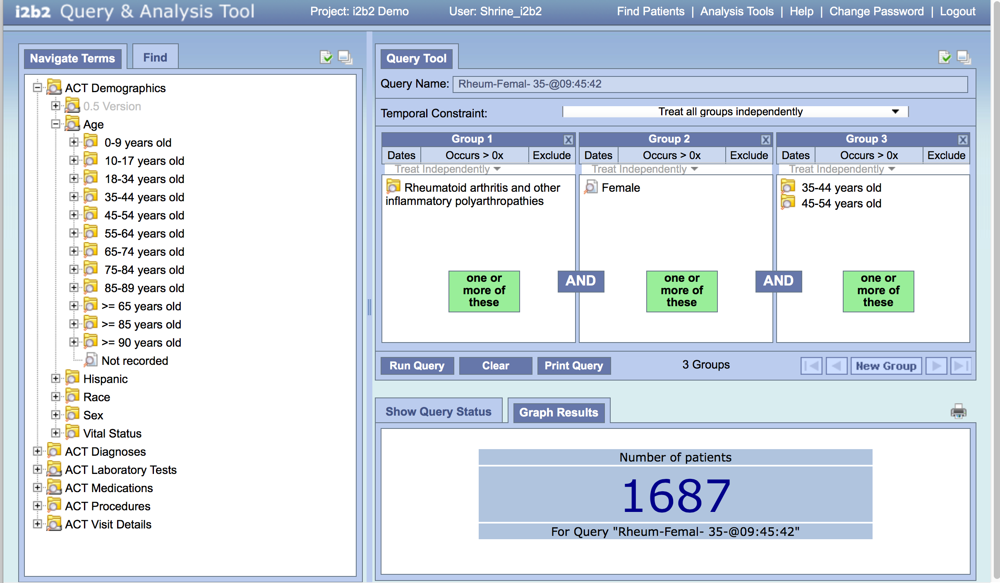 i2b2 Query & Analysis Tool
Project: i2b2 Demo
User: Shrine_i2b2
Find Patients | Analysis Tools | Help | Change Password | Logout
Navigate Terms
Find
ACT Demographics
0.5 Version
Age
0-9 years old
10-17 years old
18-34 years old
35-44 years old
45-54 years old
55-64 years old
65-74 years old
75-84 years old
85-89 years old
>= 65 years old
>= 85 years old
>= 90 years old
Not recorded
Hispanic
Race
Sex
Vital Status
ACT Diagnoses
ACT Laboratory Tests
ACT Medications
ACT Procedures
ACT Visit Details
Query Tool
Query Name: Rheum-Femal- 35-@09:45:42
Temporal Constraint: Treat all groups independently
Group 1 X
Dates Occurs > 0x Exclude
Treat Independently
Rheumatoid arthritis and other
inflammatory polyarthropathies
one or
more of
these
AND
Group 2 X
Dates Occurs > 0x Exclude
Treat Independently
Female
one or
more of
these
AND
Group 3 X
Dates Occurs > 0x Exclude
Treat Independently
35-44 years old
45-54 years old
one or
more of
these
Run Query
Clear
Print Query
3 Groups
New Group
Show Query Status
Graph Results
Number of patients
1687
For Query "Rheum-Femal- 35-@09:45:42"